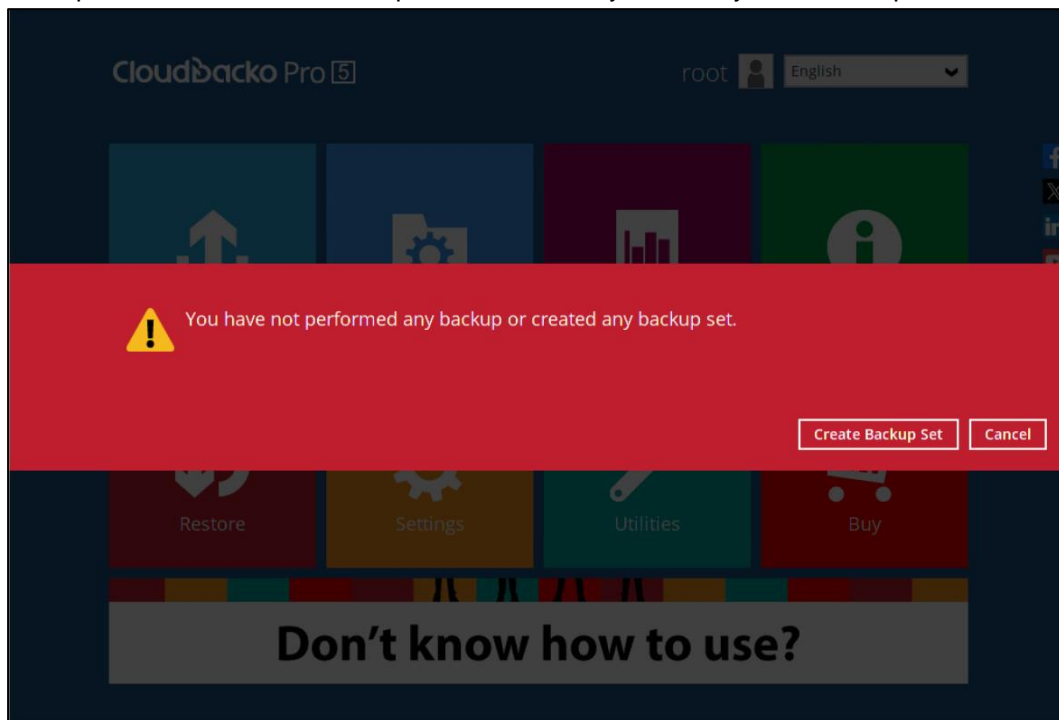 CloudBacko Pro 5
root
English
You have not performed any backup or created any backup set.
Create Backup Set
Cancel
Restore
Settings
Utilities
Buy
Don't know how to use?